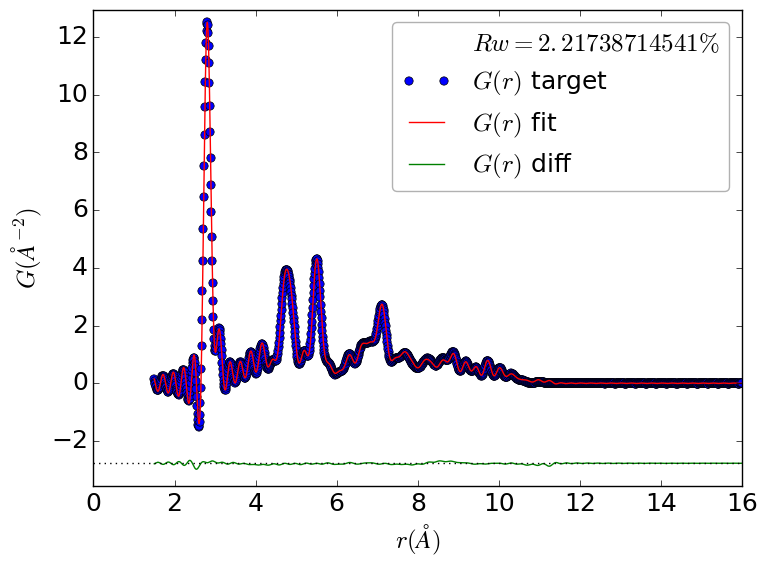 Rw = 2.21738714541%
G(r) target
G(r) fit
G(r) diff
12
10
8
6
4
2
0
−2
G(Å⁻²)
0 2 4 6 8 10 12 14 16
r(Å)